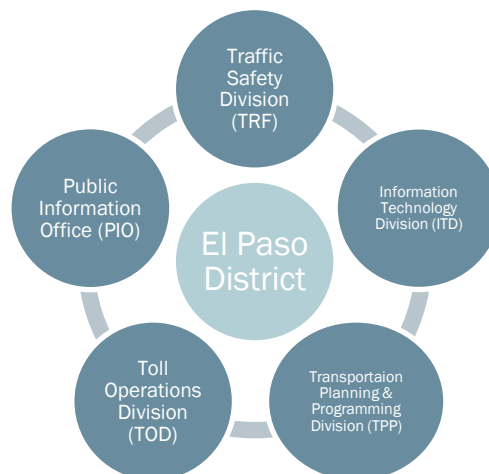 Traffic
Safety
Division
(TRF)
Information
Technology
Division (ITD)
Transportaion
Planning &
Programming
Division (TPP)
Toll
Operations
Division
(TOD)
Public
Information
Office (PIO)
El Paso
District